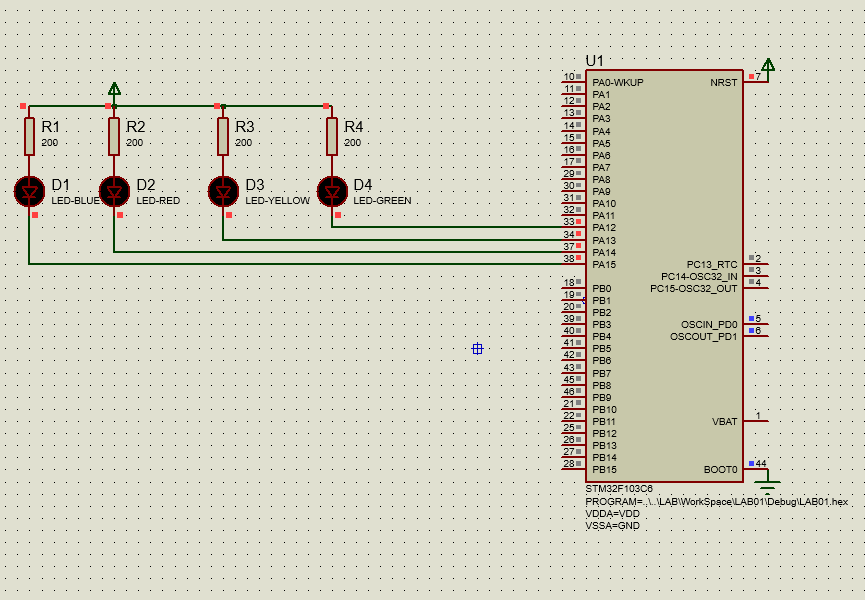 U1
R1
200
R2
200
R3
200
R4
200
D1
LED-BLUE
D2
LED-RED
D3
LED-YELLOW
D4
LED-GREEN
10 PA0-WKUP
11 PA1
12 PA2
13 PA3
14 PA4
15 PA5
16 PA6
17 PA7
29 PA8
30 PA9
31 PA10
32 PA11
33 PA12
34 PA13
37 PA14
38 PA15
18 PB0
19 PB1
20 PB2
39 PB3
40 PB4
41 PB5
42 PB6
43 PB7
45 PB8
46 PB9
21 PB10
22 PB11
25 PB12
26 PB13
27 PB14
28 PB15
NRST 7
PC13_RTC 2
PC14-OSC32_IN 3
PC15-OSC32_OUT 4
OSCIN_PD0 5
OSCOUT_PD1 6
VBAT 1
BOOT0 44
STM32F103C6
PROGRAM=..\..\LAB\WorkSpace\LAB01\Debug\LAB01.hex
VDDA=VDD
VSSA=GND